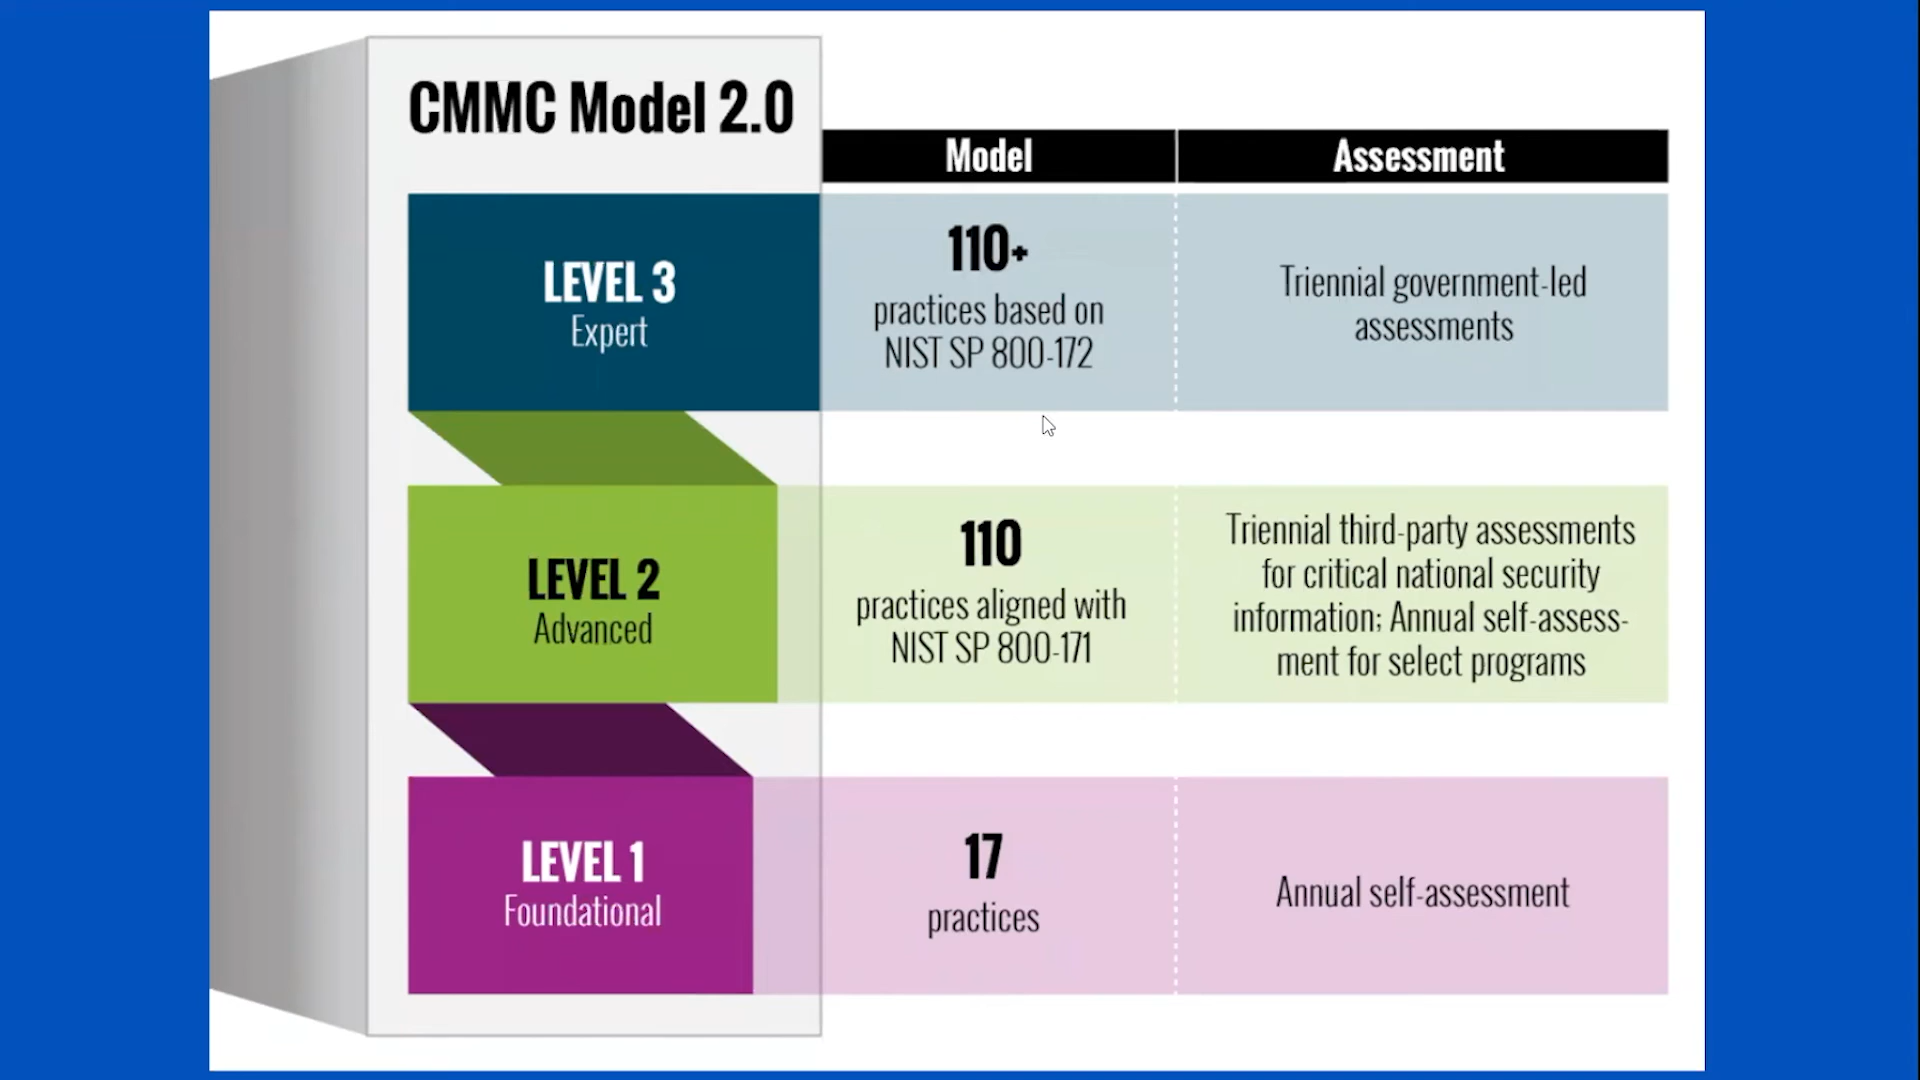 CMMC Model 2.0
Model
Assessment
LEVEL 3
Expert
110+
practices based on
NIST SP 800-172
Triennial government-led
assessments
LEVEL 2
Advanced
110
practices aligned with
NIST SP 800-171
Triennial third-party assessments
for critical national security
information; Annual self-assess-
ment for select programs
LEVEL 1
Foundational
17
practices
Annual self-assessment